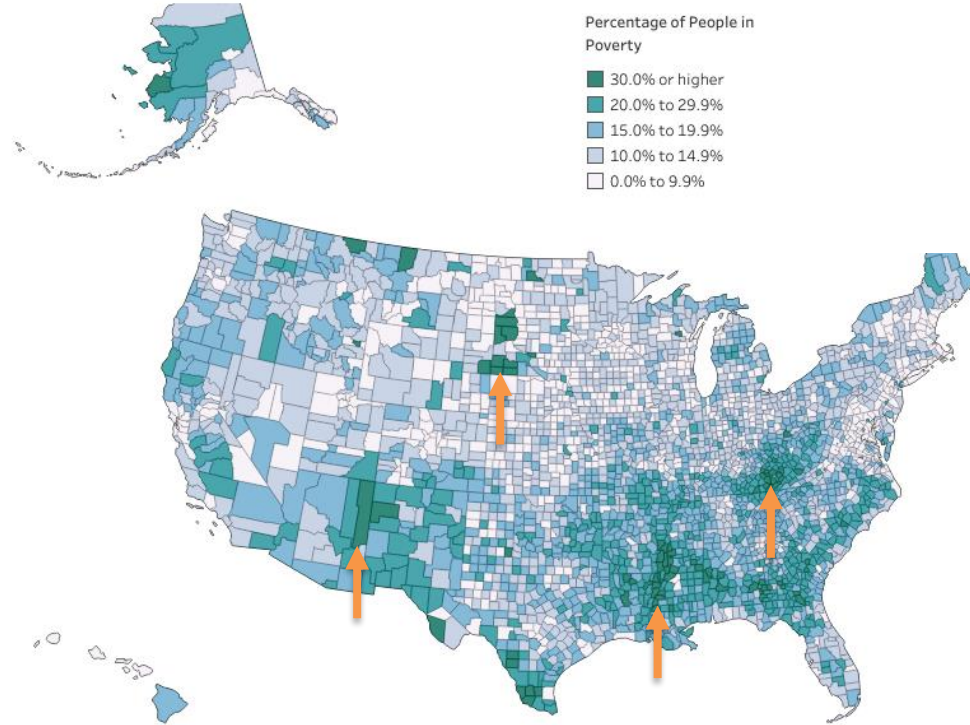 Percentage of People in
Poverty
30.0% or higher
20.0% to 29.9%
15.0% to 19.9%
10.0% to 14.9%
0.0% to 9.9%